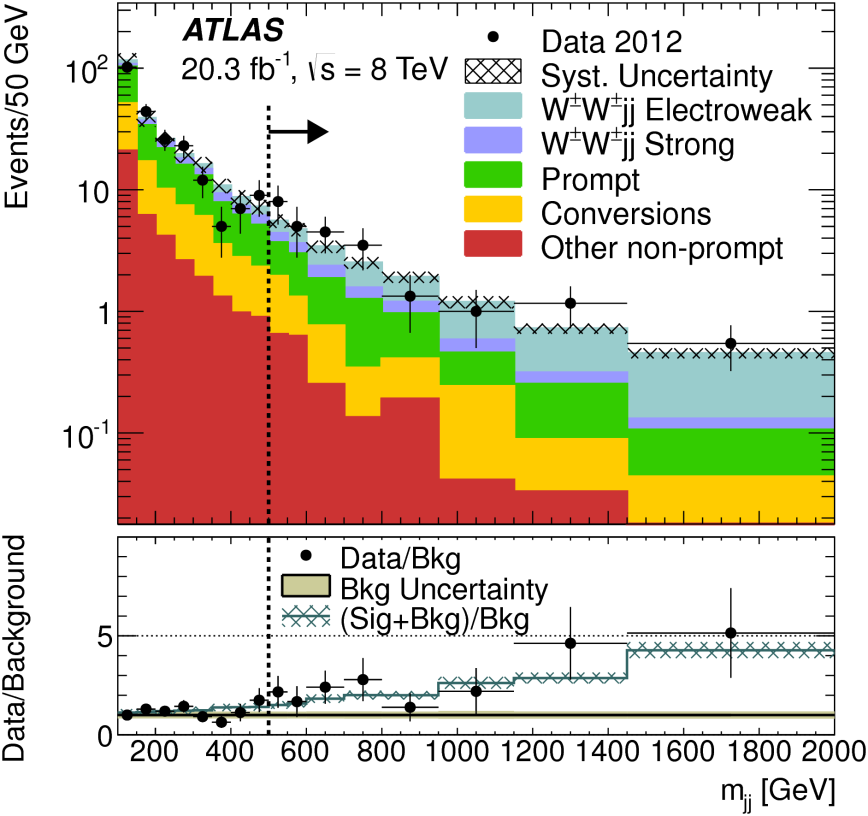 ATLAS
20.3 fb⁻¹, √s = 8 TeV
Data 2012
Syst. Uncertainty
W±W±jj Electroweak
W±W±jj Strong
Prompt
Conversions
Other non-prompt
Events/50 GeV
10²
10
1
10⁻¹
Data/Bkg
Bkg Uncertainty
(Sig+Bkg)/Bkg
Data/Background
5
0
200 400 600 800 1000 1200 1400 1600 1800 2000
mjj [GeV]